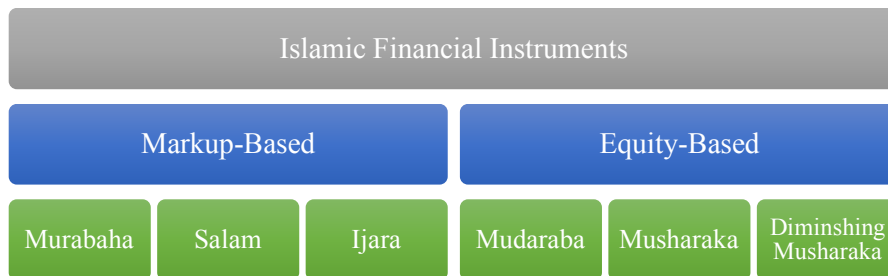 Islamic Financial Instruments
Markup-Based
Equity-Based
Murabaha
Salam
Ijara
Mudaraba
Musharaka
Diminshing
Musharaka